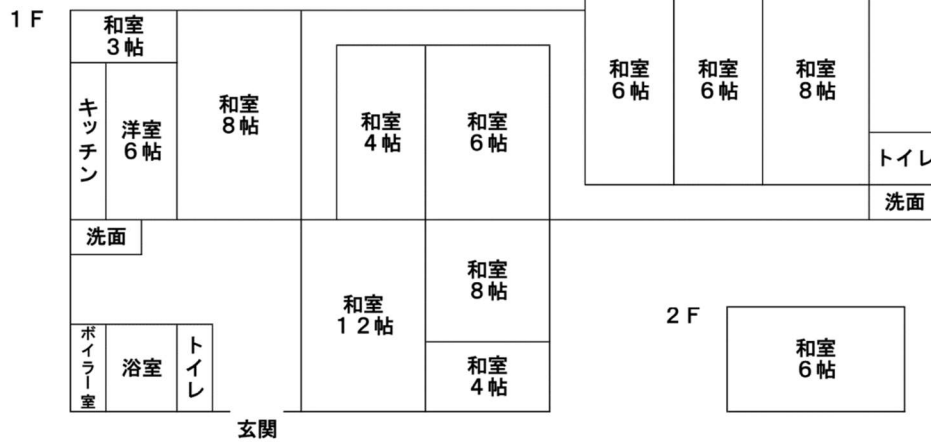 1F
和室
3帖
キッチン
洋室
6帖
和室
8帖
和室
4帖
和室
6帖
和室
6帖
和室
6帖
和室
8帖
トイレ
洗面
洗面
和室
12帖
和室
8帖
和室
4帖
ボイラー室
浴室
トイレ
玄関
2F
和室
6帖